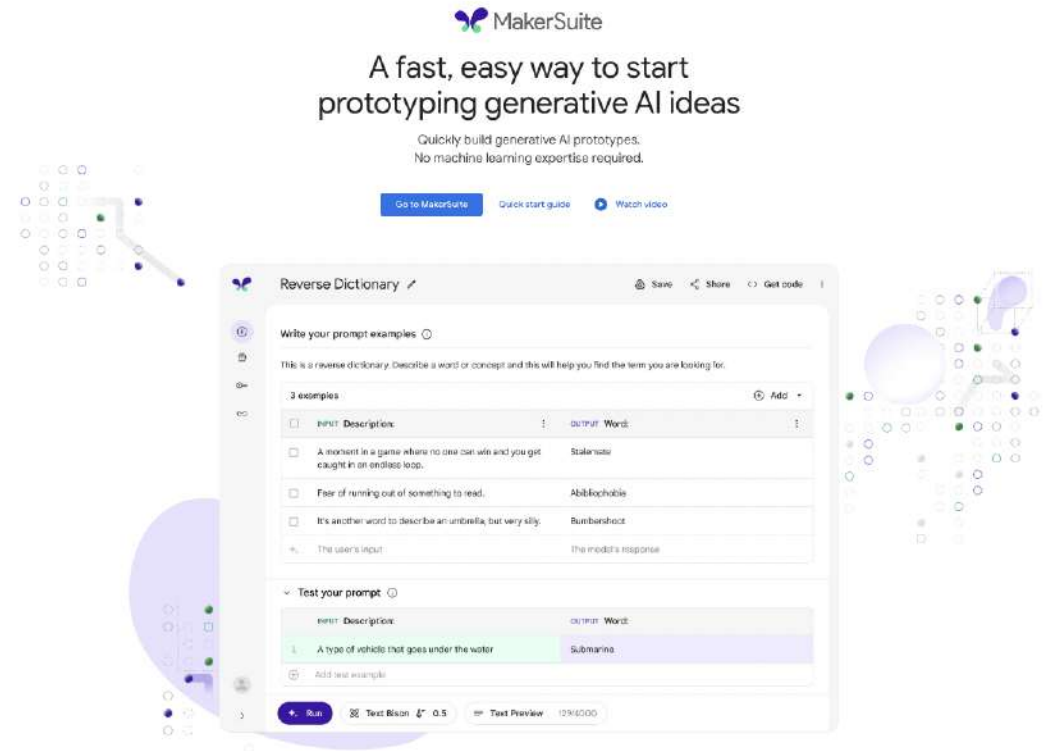 MakerSuite
A fast, easy way to start
prototyping generative AI ideas
Quickly build generative AI prototypes.
No machine learning expertise required.
Go to MakerSuite Quick start guide Watch video
Reverse Dictionary Save Share Get code
Write your prompt examples
This is a reverse dictionary. Describe a word or concept and this will help you find the term you are looking for.
3 examples Add
INPUT Description: OUTPUT Word:
A moment in a game where no one can win and you get Stalemate
caught in an endless loop.
Fear of running out of something to read. Abibliophobia
It's another word to describe an umbrella, but very silly. Bumbershoot
The user's input The model's response
Test your prompt
INPUT Description: OUTPUT Word:
1 A type of vehicle that goes under the water Submarine
Add test example
Run Text Bison 0.5 Text Preview 129/8000